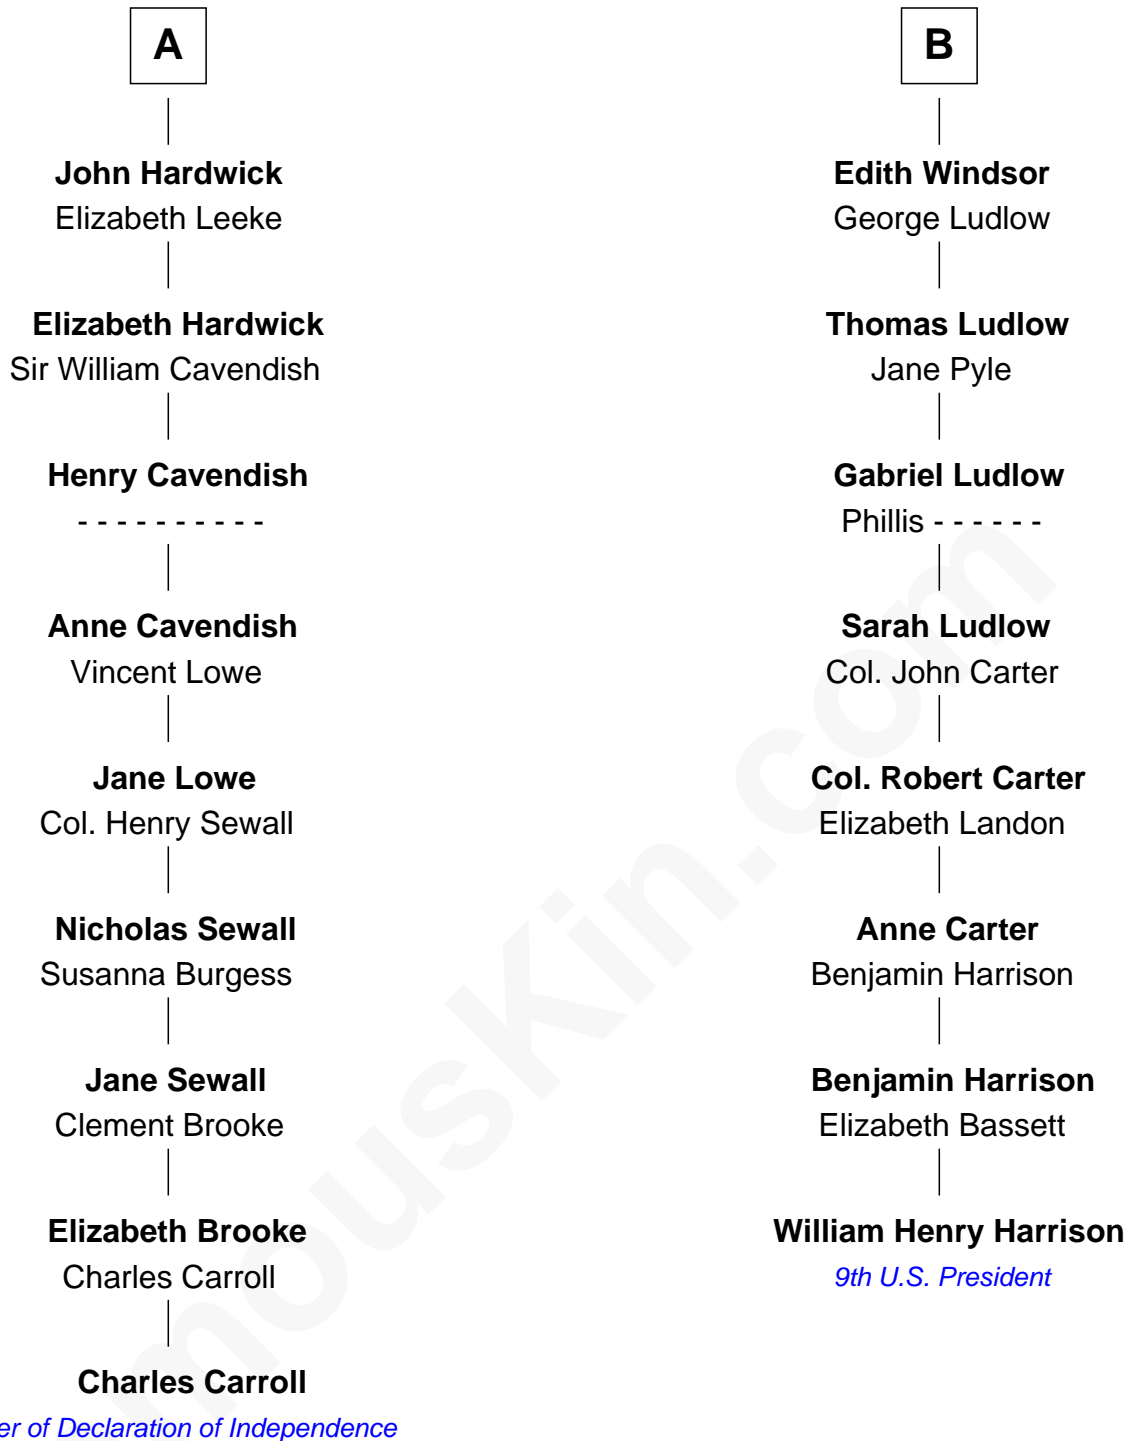 A
John Hardwick
Elizabeth Leeke
Elizabeth Hardwick
Sir William Cavendish
Henry Cavendish
- - - - - - - - - -
Anne Cavendish
Vincent Lowe
Jane Lowe
Col. Henry Sewall
Nicholas Sewall
Susanna Burgess
Jane Sewall
Clement Brooke
Elizabeth Brooke
Charles Carroll
Charles Carroll
er of Declaration of Independence
B
Edith Windsor
George Ludlow
Thomas Ludlow
Jane Pyle
Gabriel Ludlow
Phillis - - - - - -
Sarah Ludlow
Col. John Carter
Col. Robert Carter
Elizabeth Landon
Anne Carter
Benjamin Harrison
Benjamin Harrison
Elizabeth Bassett
William Henry Harrison
9th U.S. President
mousKin.com